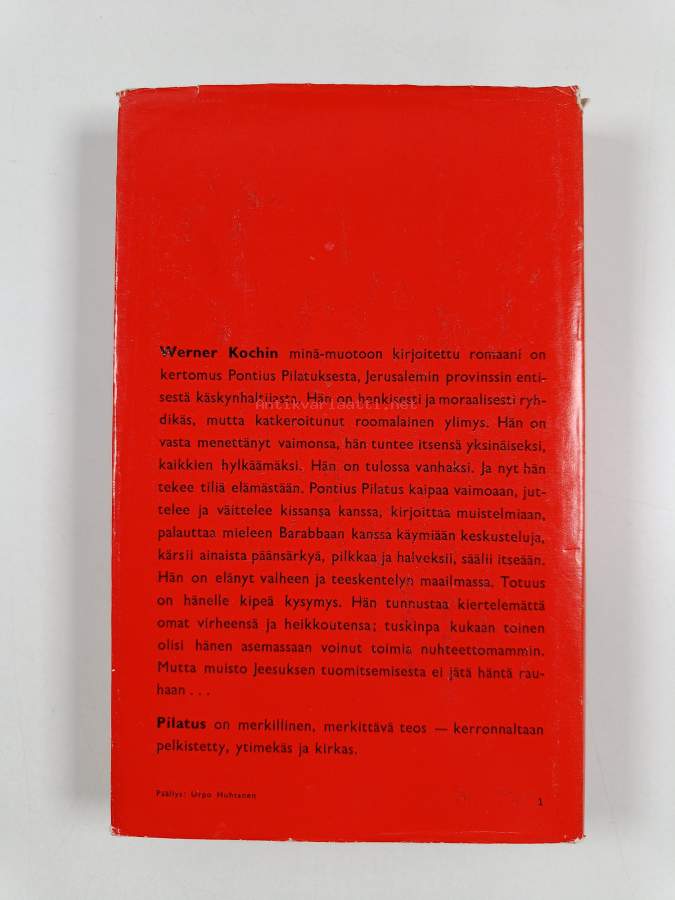 Werner Kochin minä-muotoon kirjoitettu romaani on
kertomus Pontius Pilatuksesta, Jerusalemin provinssin enti-
sestä käskynhaltijasta. Hän on henkisesti ja moraalisesti ryh-
Antikvariaatti.net
dikäs, mutta katkeroitunut roomalainen ylimys. Hän on
vasta menettänyt vaimonsa, hän tuntee itsensä yksinäiseksi,
kaikkien hylkäämäksi. Hän on tulossa vanhaksi. Ja nyt hän
tekee tiliä elämästään. Pontius Pilatus kaipaa vaimoaan, jut-
telee ja väittelee kissansa kanssa, kirjoittaa muistelmiaan,
palauttaa mieleen Barabbaan kanssa käymiään keskusteluja,
kärsii ainaista päänsärkyä, pilkkaa ja halveksii, säälii itseään.
Hän on elänyt valheen ja teeskentelyn maailmassa. Totuus
on hänelle kipeä kysymys. Hän tunnustaa kiertelemättä
omat virheensä ja heikkoutensa; tuskinpa kukaan toinen
olisi hänen asemassaan voinut toimia nuhteettomammin.
Mutta muisto Jeesuksen tuomitsemisesta ei jätä häntä rau-
haan . . .
Pilatus on merkillinen, merkittävä teos — kerronnaltaan
pelkistetty, ytimekäs ja kirkas.
Päällys: Urpo Huhtanen
1